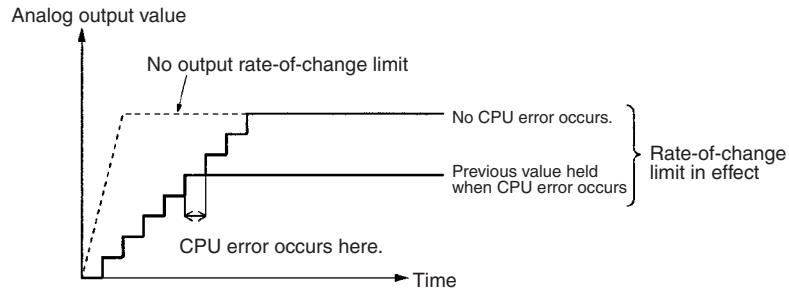 Analog output value
No output rate-of-change limit
No CPU error occurs.
Previous value held
when CPU error occurs
Rate-of-change
limit in effect
CPU error occurs here.
Time